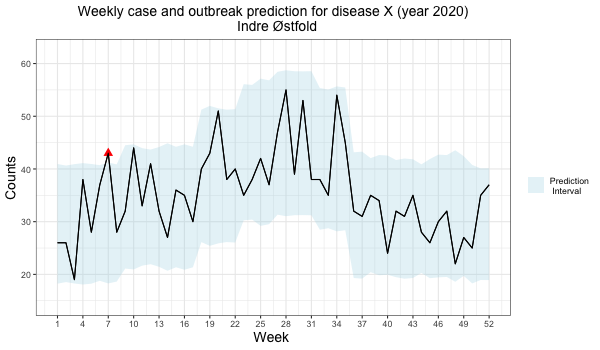 Weekly case and outbreak prediction for disease X (year 2020)
Indre Østfold
60
50
40
30
20
Counts
1 4 7 10 13 16 19 22 25 28 31 34 37 40 43 46 49 52
Week
Prediction
Interval